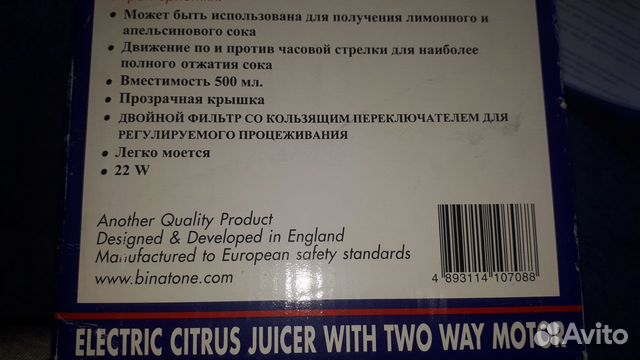 • Может быть использована для получения лимонного и
апельсинового сока
• Движение по и против часовой стрелки для наиболее
полного отжатия сока
• Вместимость 500 мл.
• Прозрачная крышка
• ДВОЙНОЙ ФИЛЬТР СО КОЛЬЗЯЩИМ ПЕРЕКЛЮЧАТЕЛЕМ ДЛЯ
РЕГУЛИРУЕМОГО ПРОЦЕЖИВАНИЯ
• Легко моется
• 22 W
Another Quality Product
Designed & Developed in England
Manufactured to European safety standards
www.binatone.com
4 893114 107088
ELECTRIC CITRUS JUICER WITH TWO WAY MOTOR
Avito